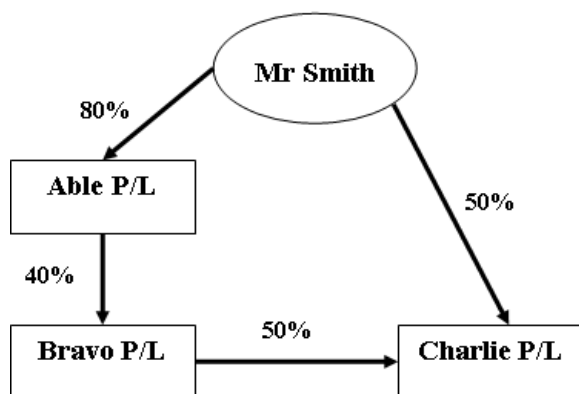 Mr Smith
80%
Able P/L
50%
40%
50%
Bravo P/L
Charlie P/L